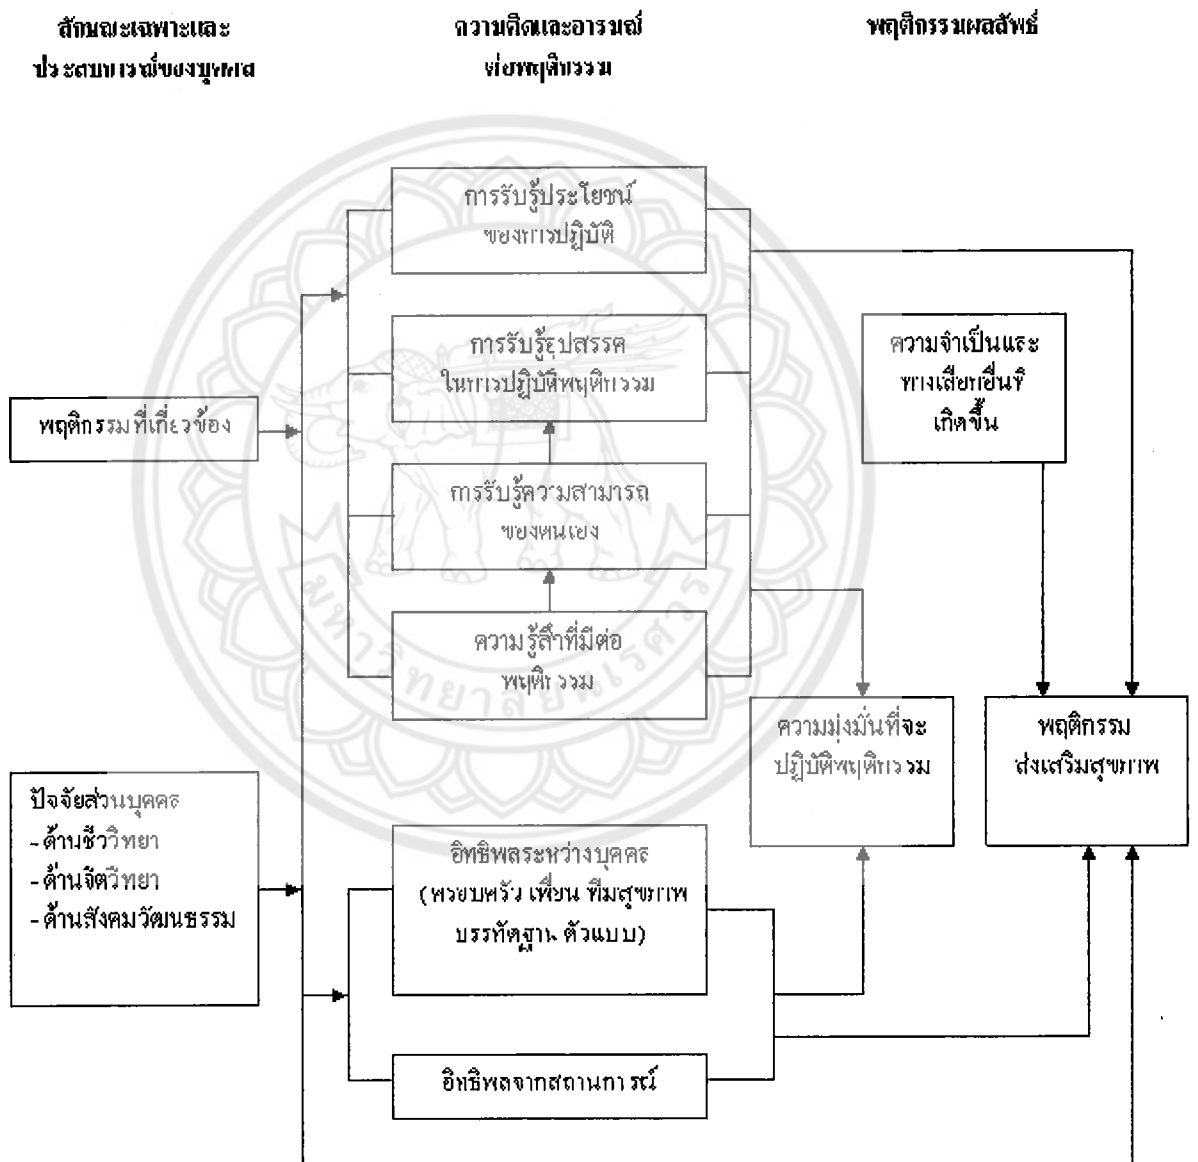 ลักษณะเฉพาะและ
ประสบการณ์ของบุคคล
ความคิดและอารมณ์
ต่อพฤติกรรม
พฤติกรรมผลลัพธ์
การรับรู้ประโยชน์
ของการปฏิบัติ
การรับรู้อุปสรรค
ในการปฏิบัติพฤติกรรม
ความจำเป็นและ
ทางเลือกอื่นที่
เกิดขึ้น
พฤติกรรมที่เกี่ยวข้อง
การรับรู้ความสามารถ
ของตนเอง
ความรู้สึกที่มีต่อ
พฤติกรรม
ความมุ่งมั่นที่จะ
ปฏิบัติพฤติกรรม
พฤติกรรม
ส่งเสริมสุขภาพ
ปัจจัยส่วนบุคคล
-ด้านชีววิทยา
-ด้านจิตวิทยา
-ด้านสังคมวัฒนธรรม
อิทธิพลระหว่างบุคคล
(ครอบครัว เพื่อน ทีมสุขภาพ
บรรทัดฐาน ตัวแบบ)
อิทธิพลจากสถานการณ์
มหาวิทยาลัยนเรศวร